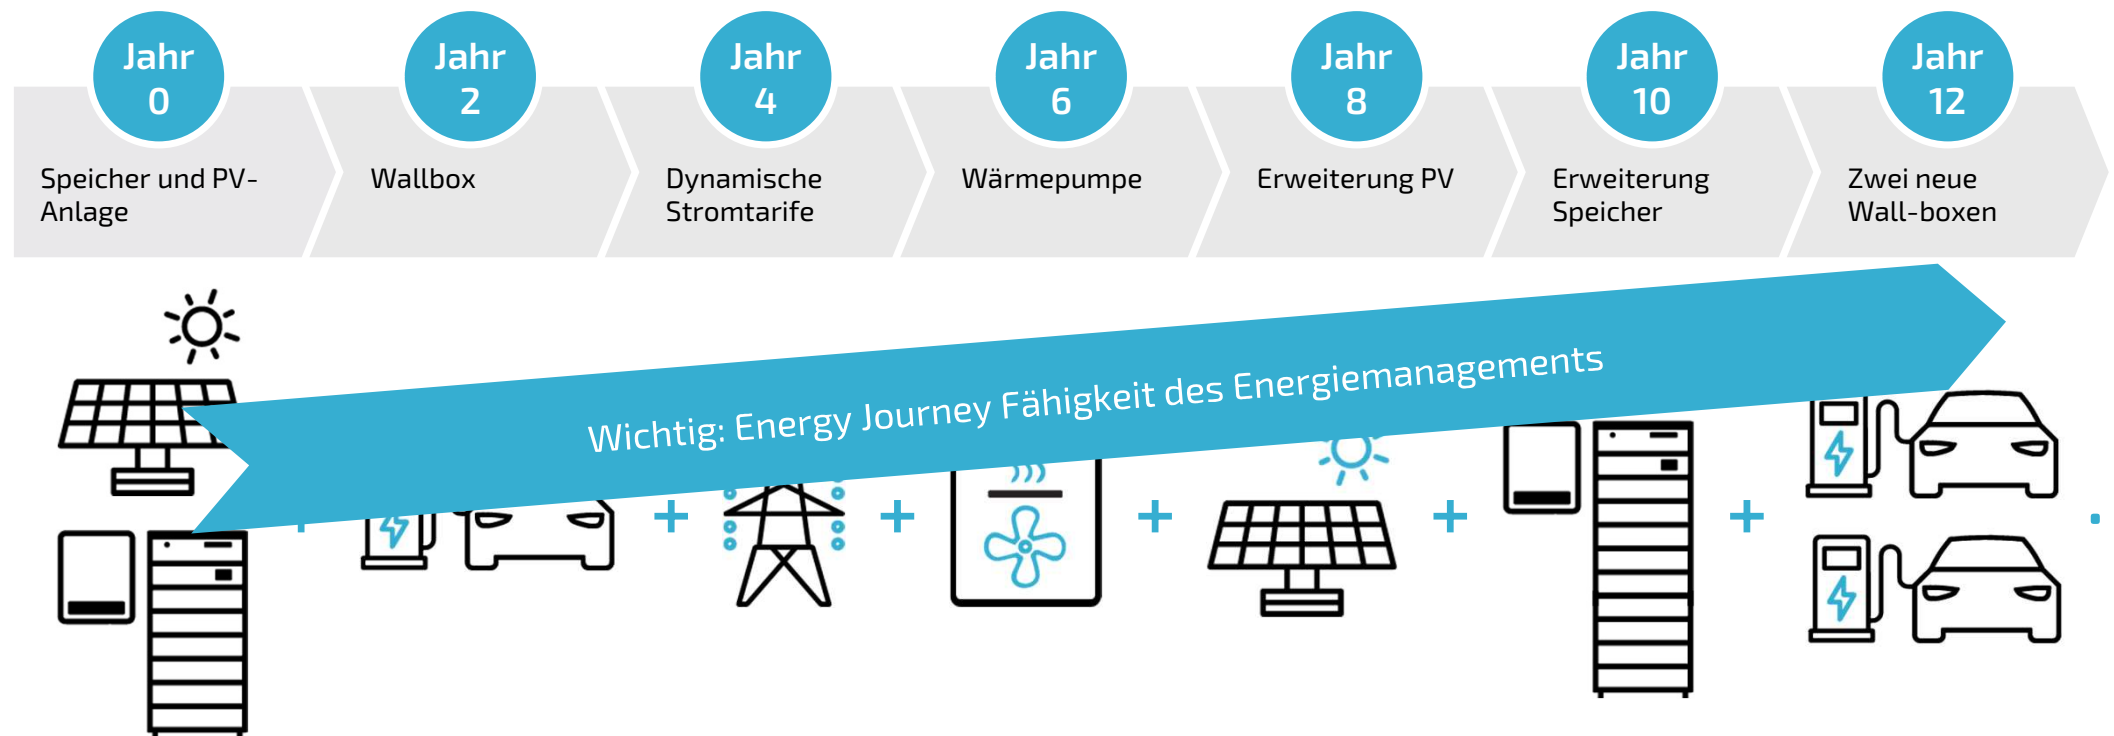 Jahr
0
Jahr
2
Jahr
4
Jahr
6
Jahr
8
Jahr
10
Jahr
12
Speicher und PV-
Anlage
Wallbox
Dynamische
Stromtarife
Wärmepumpe
Erweiterung PV
Erweiterung
Speicher
Zwei neue
Wall-boxen
Wichtig: Energy Journey Fähigkeit des Energiemanagements
+
+
+
+
+